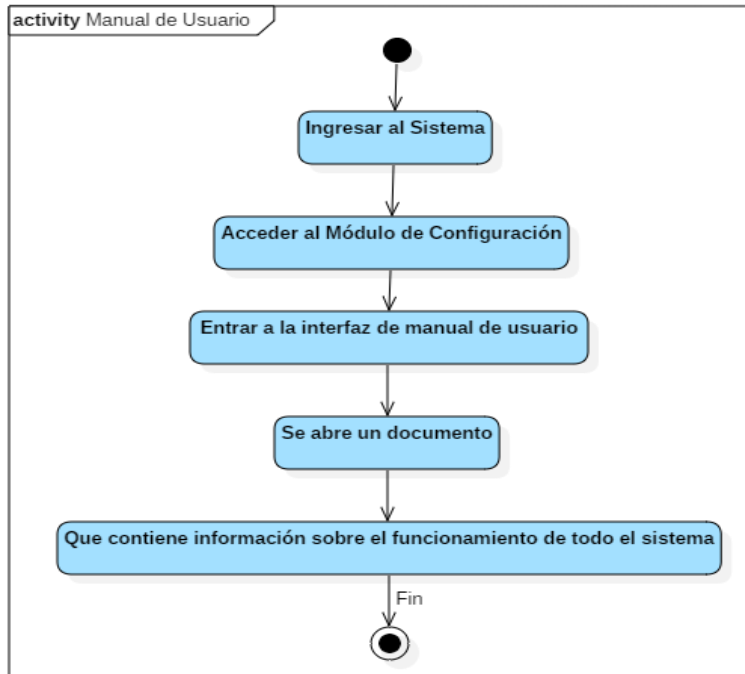 activity Manual de Usuario
Ingresar al Sistema
Acceder al Módulo de Configuración
Entrar a la interfaz de manual de usuario
Se abre un documento
Que contiene información sobre el funcionamiento de todo el sistema
Fin